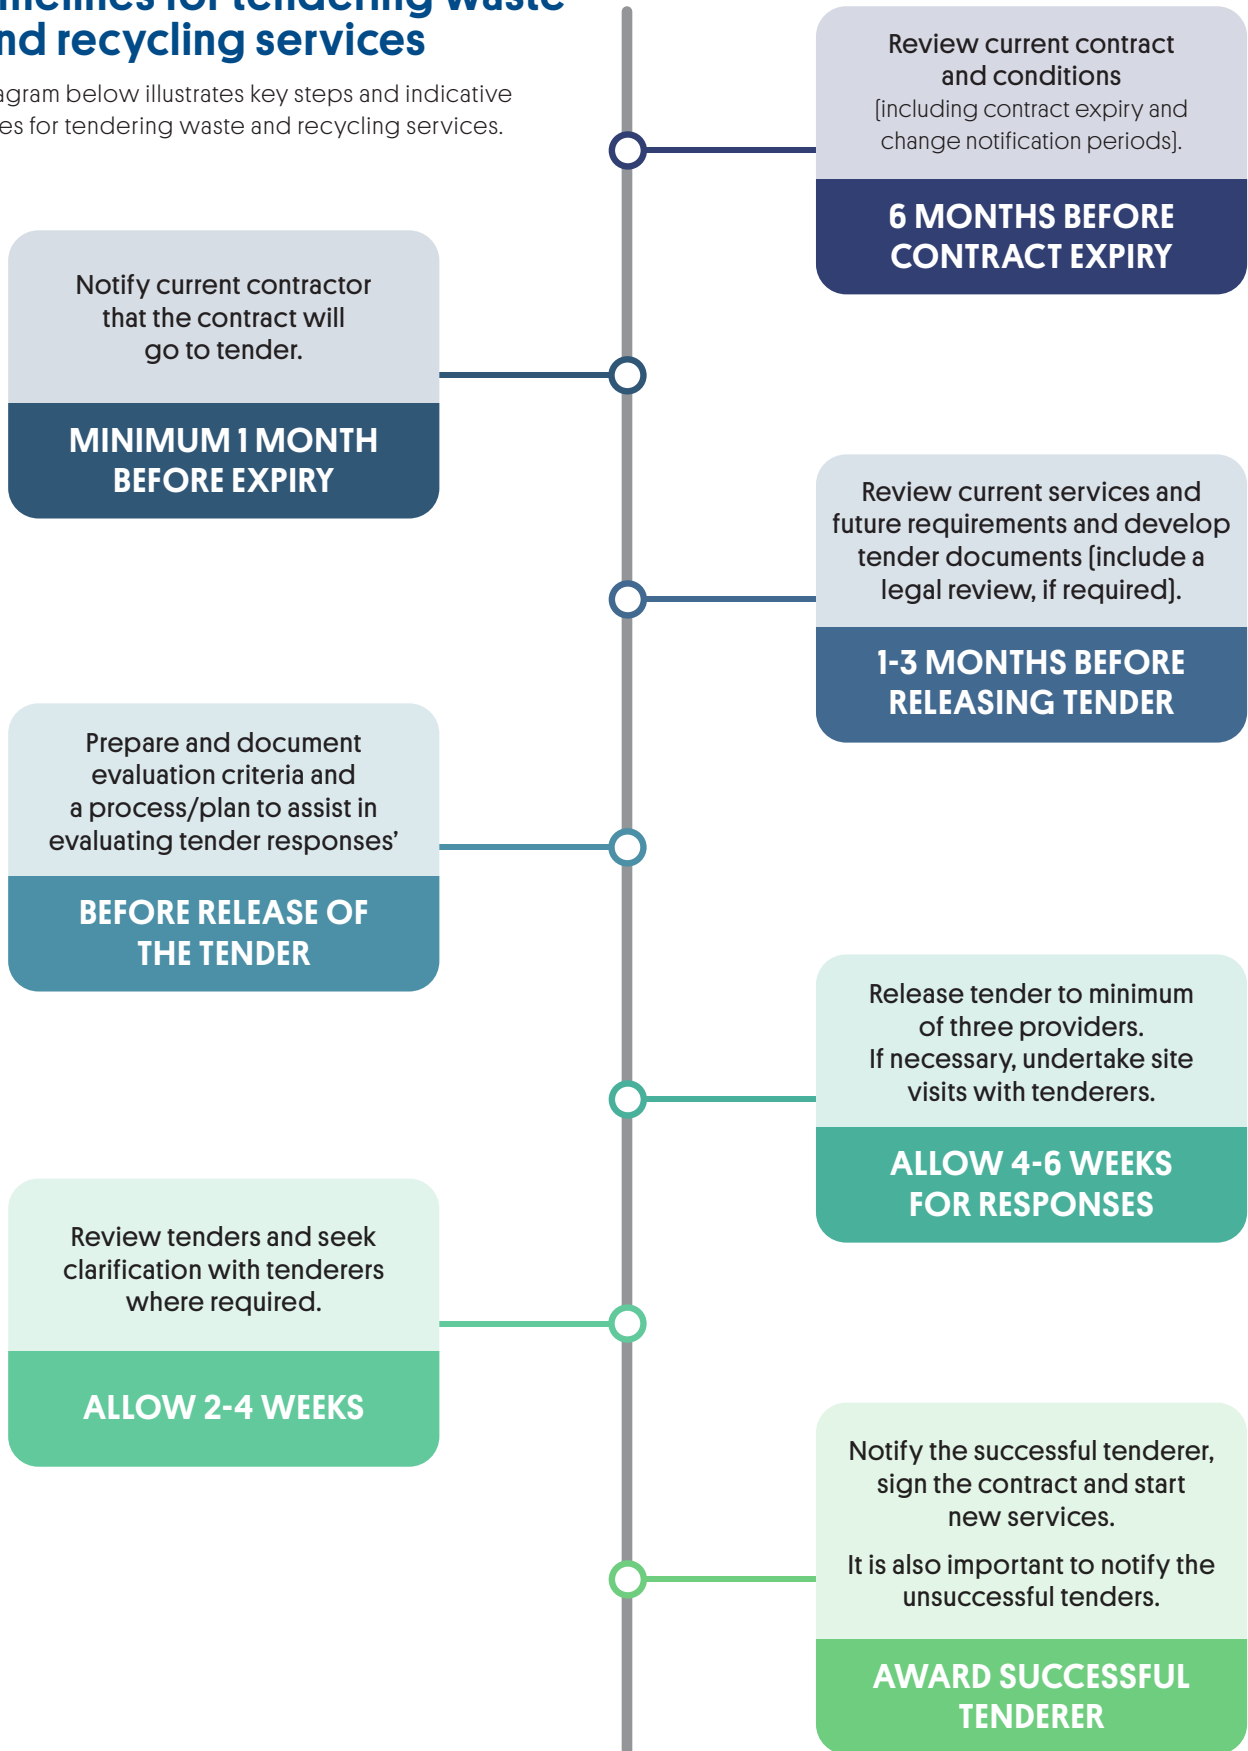 nd recycling services
agram below illustrates key steps and indicative
es for tendering waste and recycling services.
Review current contract
and conditions
(including contract expiry and
change notification periods).
6 MONTHS BEFORE
CONTRACT EXPIRY
Notify current contractor
that the contract will
go to tender.
MINIMUM 1 MONTH
BEFORE EXPIRY
Review current services and
future requirements and develop
tender documents (include a
legal review, if required).
1-3 MONTHS BEFORE
RELEASING TENDER
Prepare and document
evaluation criteria and
a process/plan to assist in
evaluating tender responses’
BEFORE RELEASE OF
THE TENDER
Release tender to minimum
of three providers.
If necessary, undertake site
visits with tenderers.
ALLOW 4-6 WEEKS
FOR RESPONSES
Review tenders and seek
clarification with tenderers
where required.
ALLOW 2-4 WEEKS
Notify the successful tenderer,
sign the contract and start
new services.
It is also important to notify the
unsuccessful tenders.
AWARD SUCCESSFUL
TENDERER